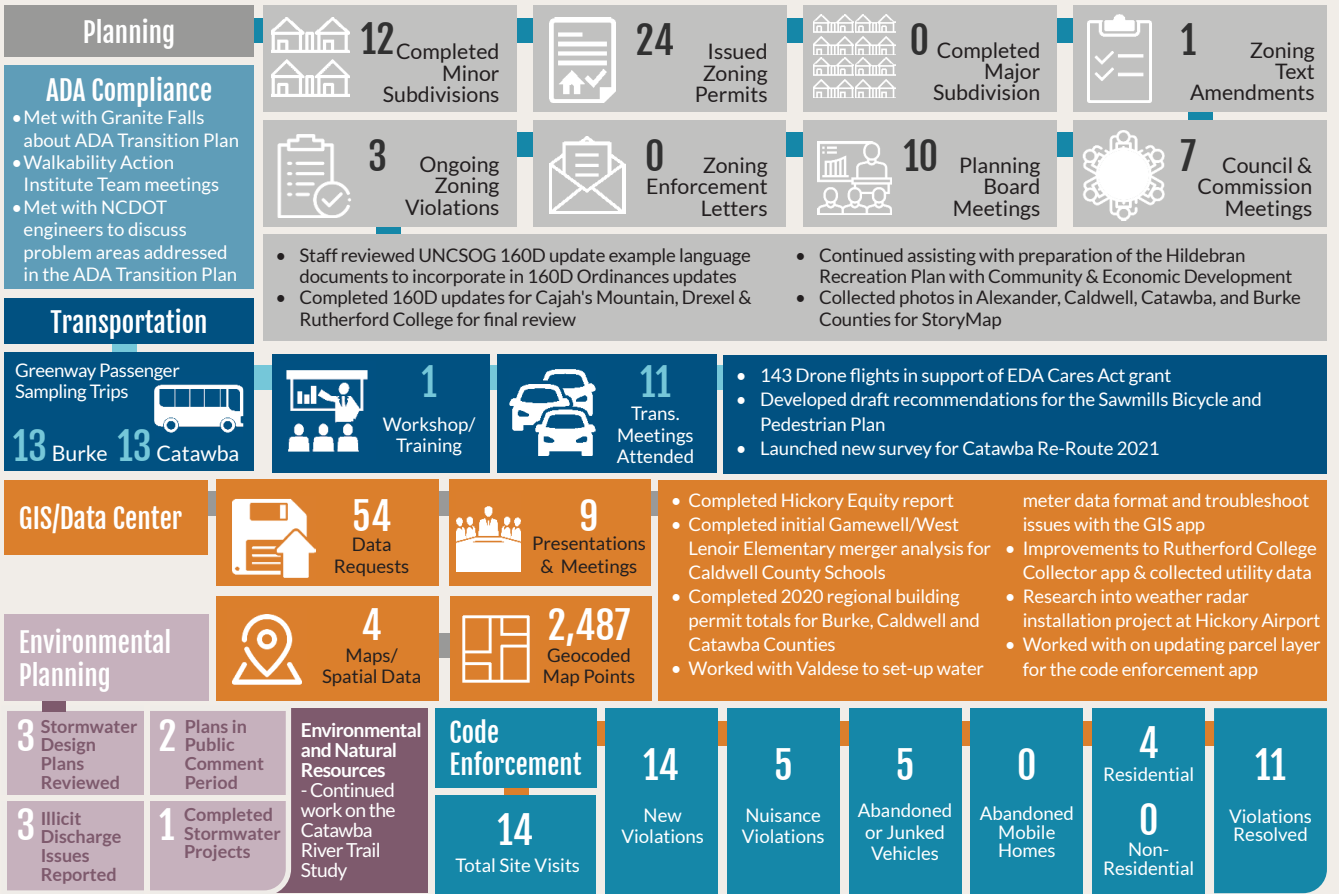 Planning
ADA Compliance
•Met with Granite Falls
about ADA Transition Plan
•Walkability Action
Institute Team meetings
•Met with NCDOT
engineers to discuss
problem areas addressed
in the ADA Transition Plan
12 Completed
Minor
Subdivisions
24 Issued
Zoning
Permits
0 Completed
Major
Subdivision
1 Zoning
Text
Amendments
3 Ongoing
Zoning
Violations
0 Zoning
Enforcement
Letters
10 Planning
Board
Meetings
7 Council &
Commission
Meetings
• Staff reviewed UNCSOG 160D update example language
documents to incorporate in 160D Ordinances updates
• Completed 160D updates for Cajah's Mountain, Drexel &
Rutherford College for final review
• Continued assisting with preparation of the Hildebran
Recreation Plan with Community & Economic Development
• Collected photos in Alexander, Caldwell, Catawba, and Burke
Counties for StoryMap
Transportation
Greenway Passenger
Sampling Trips
13 Burke 13 Catawba
1
Workshop/
Training
11
Trans.
Meetings
Attended
• 143 Drone flights in support of EDA Cares Act grant
• Developed draft recommendations for the Sawmills Bicycle and
Pedestrian Plan
• Launched new survey for Catawba Re-Route 2021
GIS/Data Center
54
Data
Requests
9
Presentations
& Meetings
4
Maps/
Spatial Data
2,487
Geocoded
Map Points
• Completed Hickory Equity report
• Completed initial Gamewell/West
Lenoir Elementary merger analysis for
Caldwell County Schools
• Completed 2020 regional building
permit totals for Burke, Caldwell and
Catawba Counties
• Worked with Valdese to set-up water
meter data format and troubleshoot
issues with the GIS app
• Improvements to Rutherford College
Collector app & collected utility data
• Research into weather radar
installation project at Hickory Airport
• Worked with on updating parcel layer
for the code enforcement app
Environmental
Planning
3 Stormwater
Design
Plans
Reviewed
2 Plans in
Public
Comment
Period
3 Illicit
Discharge
Issues
Reported
1 Completed
Stormwater
Projects
Environmental
and Natural
Resources
- Continued
work on the
Catawba
River Trail
Study
Code
Enforcement
14
Total Site Visits
14
New
Violations
5
Nuisance
Violations
5
Abandoned
or Junked
Vehicles
0
Abandoned
Mobile
Homes
4
Residential
0
Non-
Residential
11
Violations
Resolved